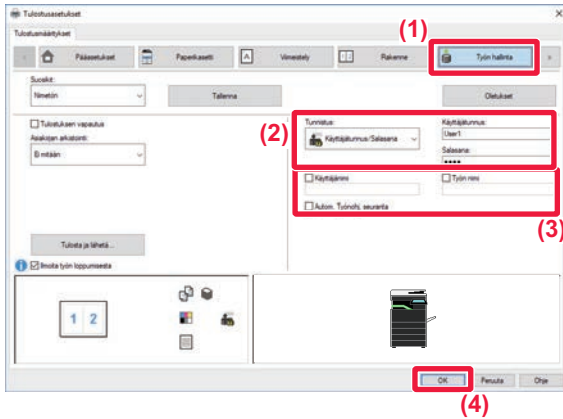 Tulostusasetukset
(1)
Tulostusmääritykset
Pääasetukset
Paperikasetti
Viimeistely
Rakenne
Työn hallinta
Suosikit:
Nimetön
Tallenna
Oletukset
Tulostuksen vapautus
Asiakirjan arkistointi:
Ei mitään
(2)
Tunnistus:
Käyttäjätunnus/Salasana
Käyttäjätunnus:
User1
Salasana:
••••
Käyttäjänimi
Työn nimi
Autom. Työnohj. seuranta
(3)
Tulosta ja lähetä...
Ilmoita työn loppumisesta
1 2
OK
Peruuta
Ohje
(4)